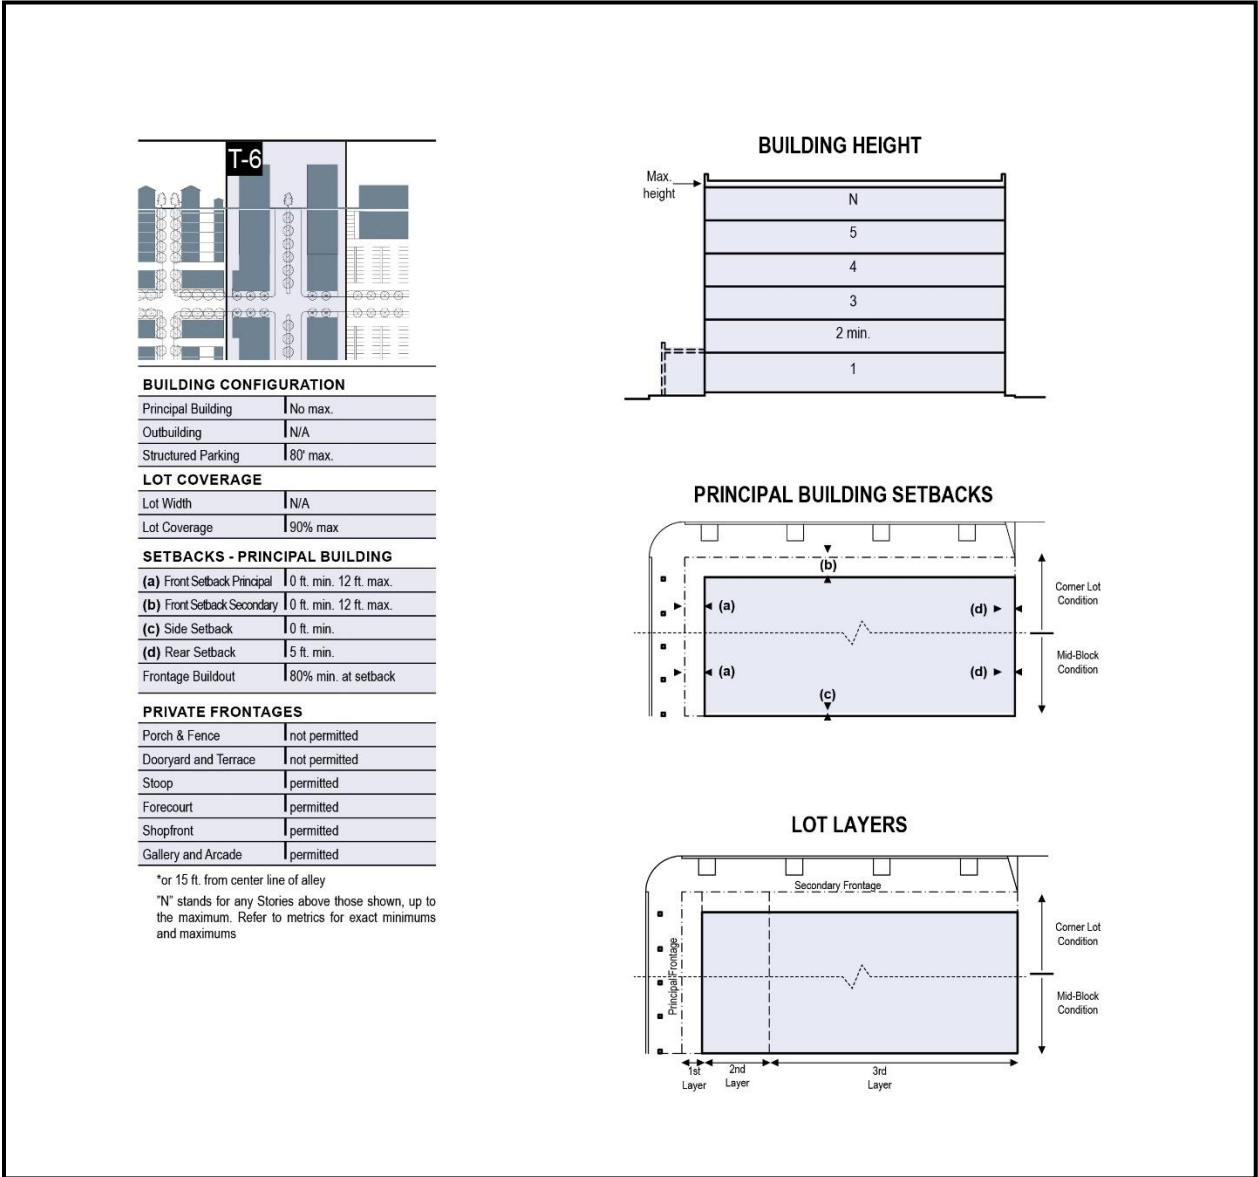 T-6
BUILDING CONFIGURATION
Principal Building No max.
Outbuilding N/A
Structured Parking 80' max.
LOT COVERAGE
Lot Width N/A
Lot Coverage 90% max
SETBACKS - PRINCIPAL BUILDING
(a) Front Setback Principal 0 ft. min. 12 ft. max.
(b) Front Setback Secondary 0 ft. min. 12 ft. max.
(c) Side Setback 0 ft. min.
(d) Rear Setback 5 ft. min.
Frontage Buildout 80% min. at setback
PRIVATE FRONTAGES
Porch & Fence not permitted
Dooryard and Terrace not permitted
Stoop permitted
Forecourt permitted
Shopfront permitted
Gallery and Arcade permitted
*or 15 ft. from center line of alley
"N" stands for any Stories above those shown, up to
the maximum. Refer to metrics for exact minimums
and maximums
BUILDING HEIGHT
Max.
height
N
5
4
3
2 min.
1
PRINCIPAL BUILDING SETBACKS
(b)
(a)
(d)
Corner Lot
Condition
(a)
(d)
Mid-Block
Condition
(c)
LOT LAYERS
Secondary Frontage
Principal Frontage
Corner Lot
Condition
Mid-Block
Condition
1st
Layer
2nd
Layer
3rd
Layer